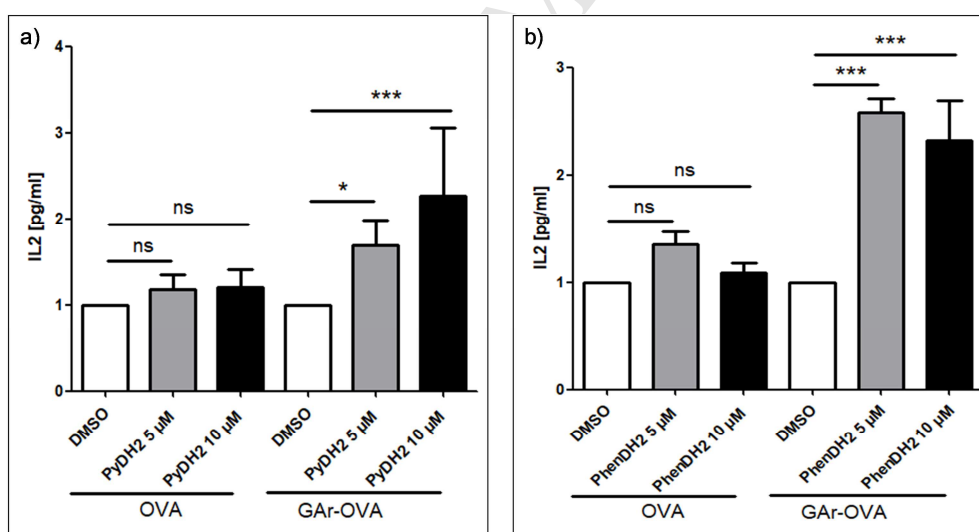 a)
4
3
2
1
0
IL2 [pg/ml]
ns
ns
*
***
DMSO
PyDH2 5 µM
PyDH2 10 µM
DMSO
PyDH2 5 µM
PyDH2 10 µM
OVA
GAr-OVA
b)
3
2
1
0
IL2 [pg/ml]
ns
ns
***
***
DMSO
PhenDH2 5 µM
PhenDH2 10 µM
DMSO
PhenDH2 5 µM
PhenDH2 10 µM
OVA
GAr-OVA